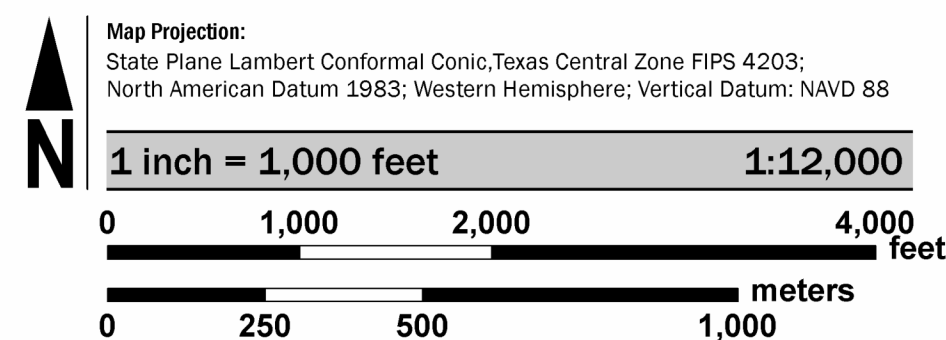 Map Projection:
State Plane Lambert Conformal Conic,Texas Central Zone FIPS 4203;
North American Datum 1983; Western Hemisphere; Vertical Datum: NAVD 88
N
1 inch = 1,000 feet 1:12,000
0 1,000 2,000 4,000
feet
meters
0 250 500 1,000